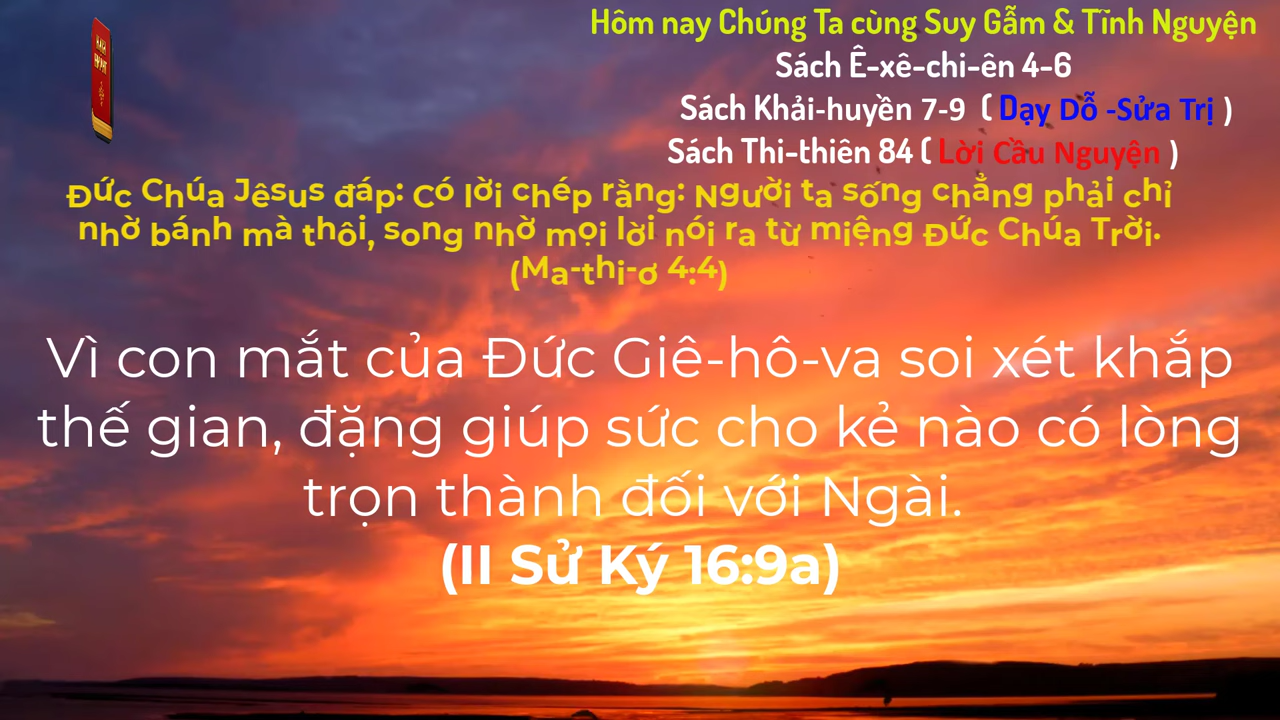 Hôm nay Chúng Ta cùng Suy Gẫm & Tĩnh Nguyện
Sách Ê-xê-chi-ên 4-6
Sách Khải-huyền 7-9 ( Dạy Dỗ -Sửa Trị )
Sách Thi-thiên 84 ( Lời Cầu Nguyện )
Đức Chúa Jêsus đáp: Có lời chép rằng: Người ta sống chẳng phải chỉ
nhờ bánh mà thôi, song nhờ mọi lời nói ra từ miệng Đức Chúa Trời.
(Ma-thi-ơ 4:4)
Vì con mắt của Đức Giê-hô-va soi xét khắp
thế gian, đặng giúp sức cho kẻ nào có lòng
trọn thành đối với Ngài.
(II Sử Ký 16:9a)